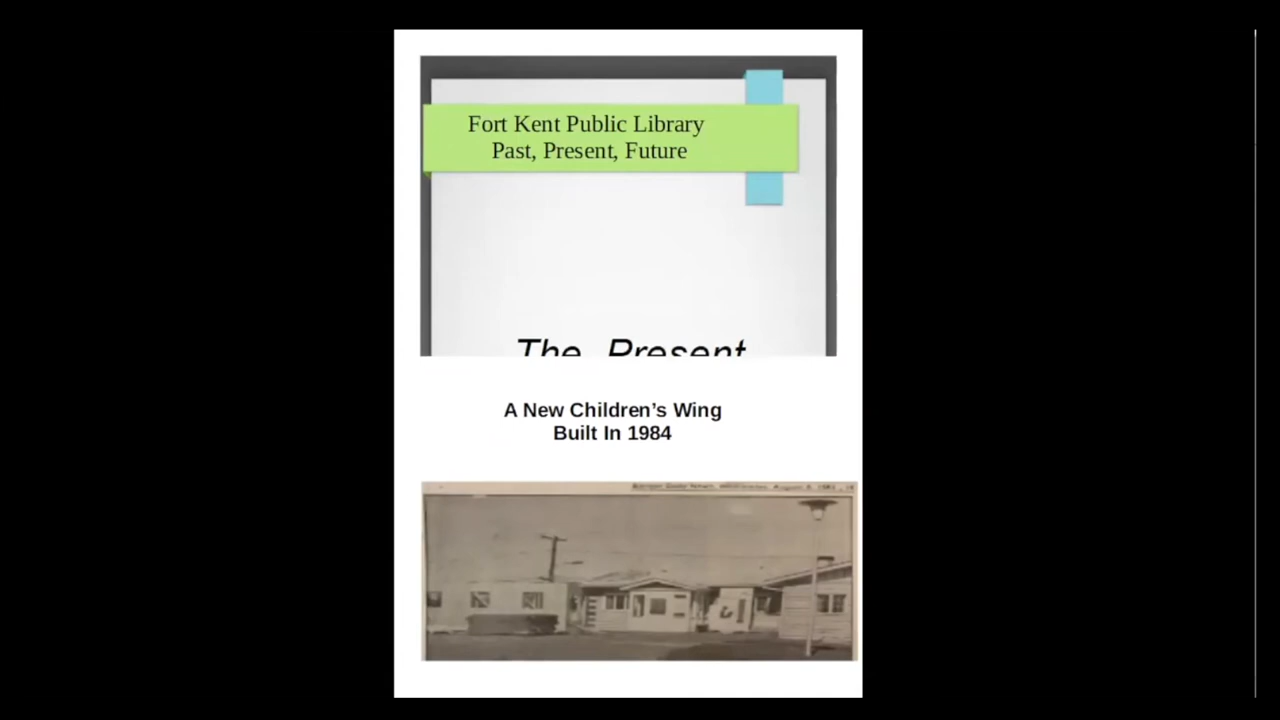 Fort Kent Public Library
Past, Present, Future
The Present
A New Children’s Wing
Built In 1984